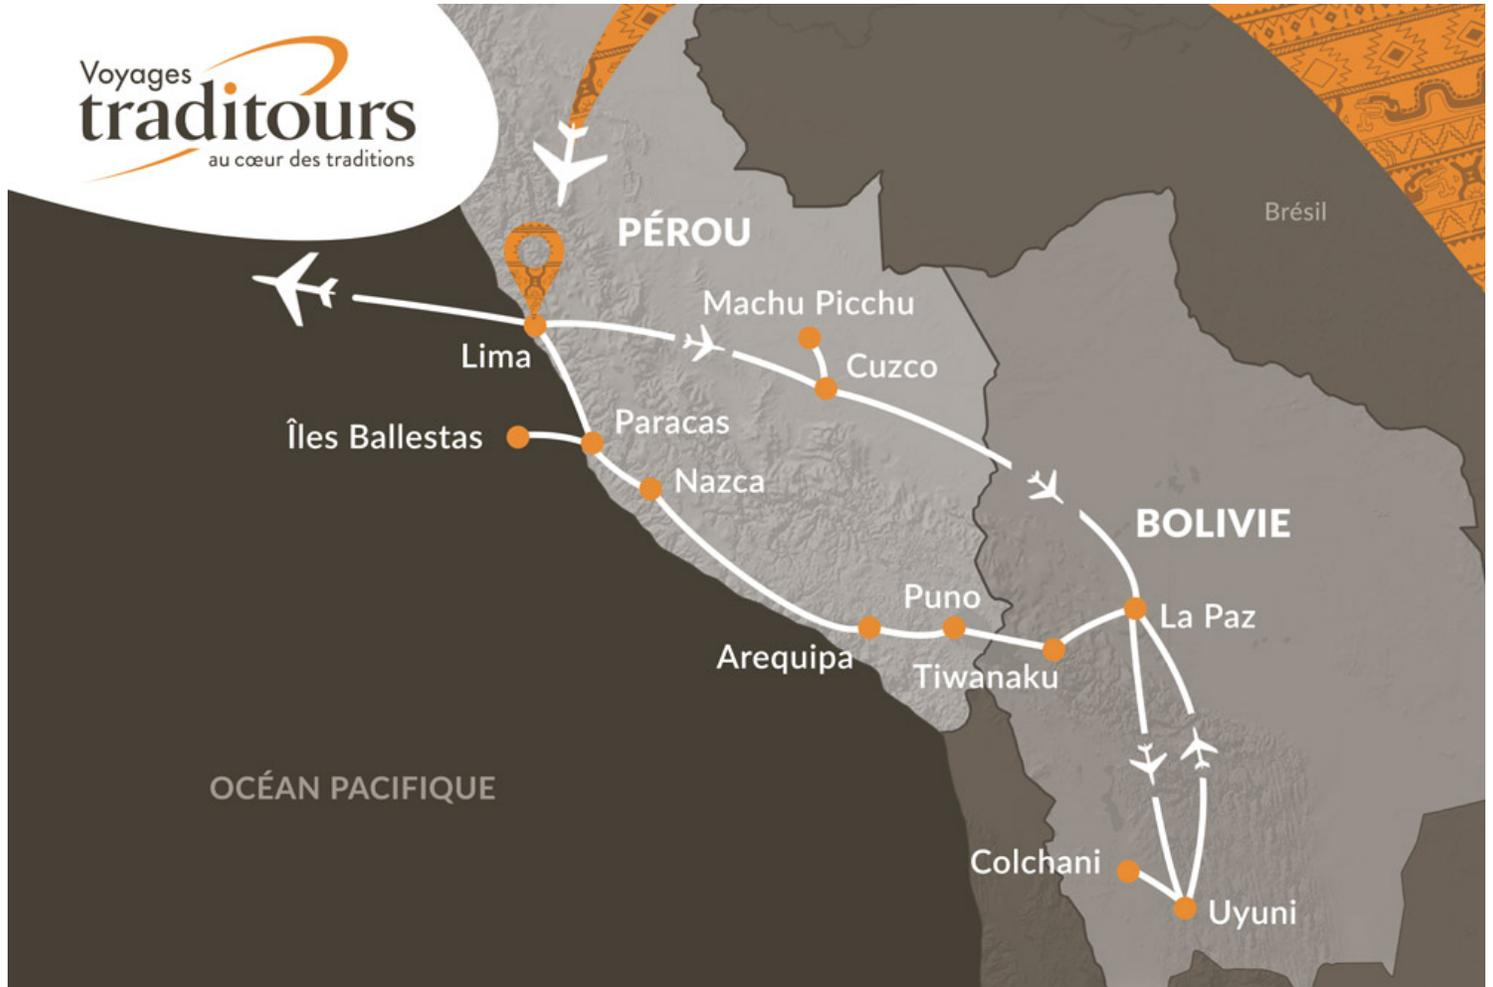 Voyages
traditours
au cœur des traditions
Brésil
PÉROU
Machu Picchu
Lima
Cuzco
Îles Ballestas
Paracas
Nazca
BOLIVIE
Puno
La Paz
Arequipa
Tiwanaku
OCÉAN PACIFIQUE
Colchani
Uyuni